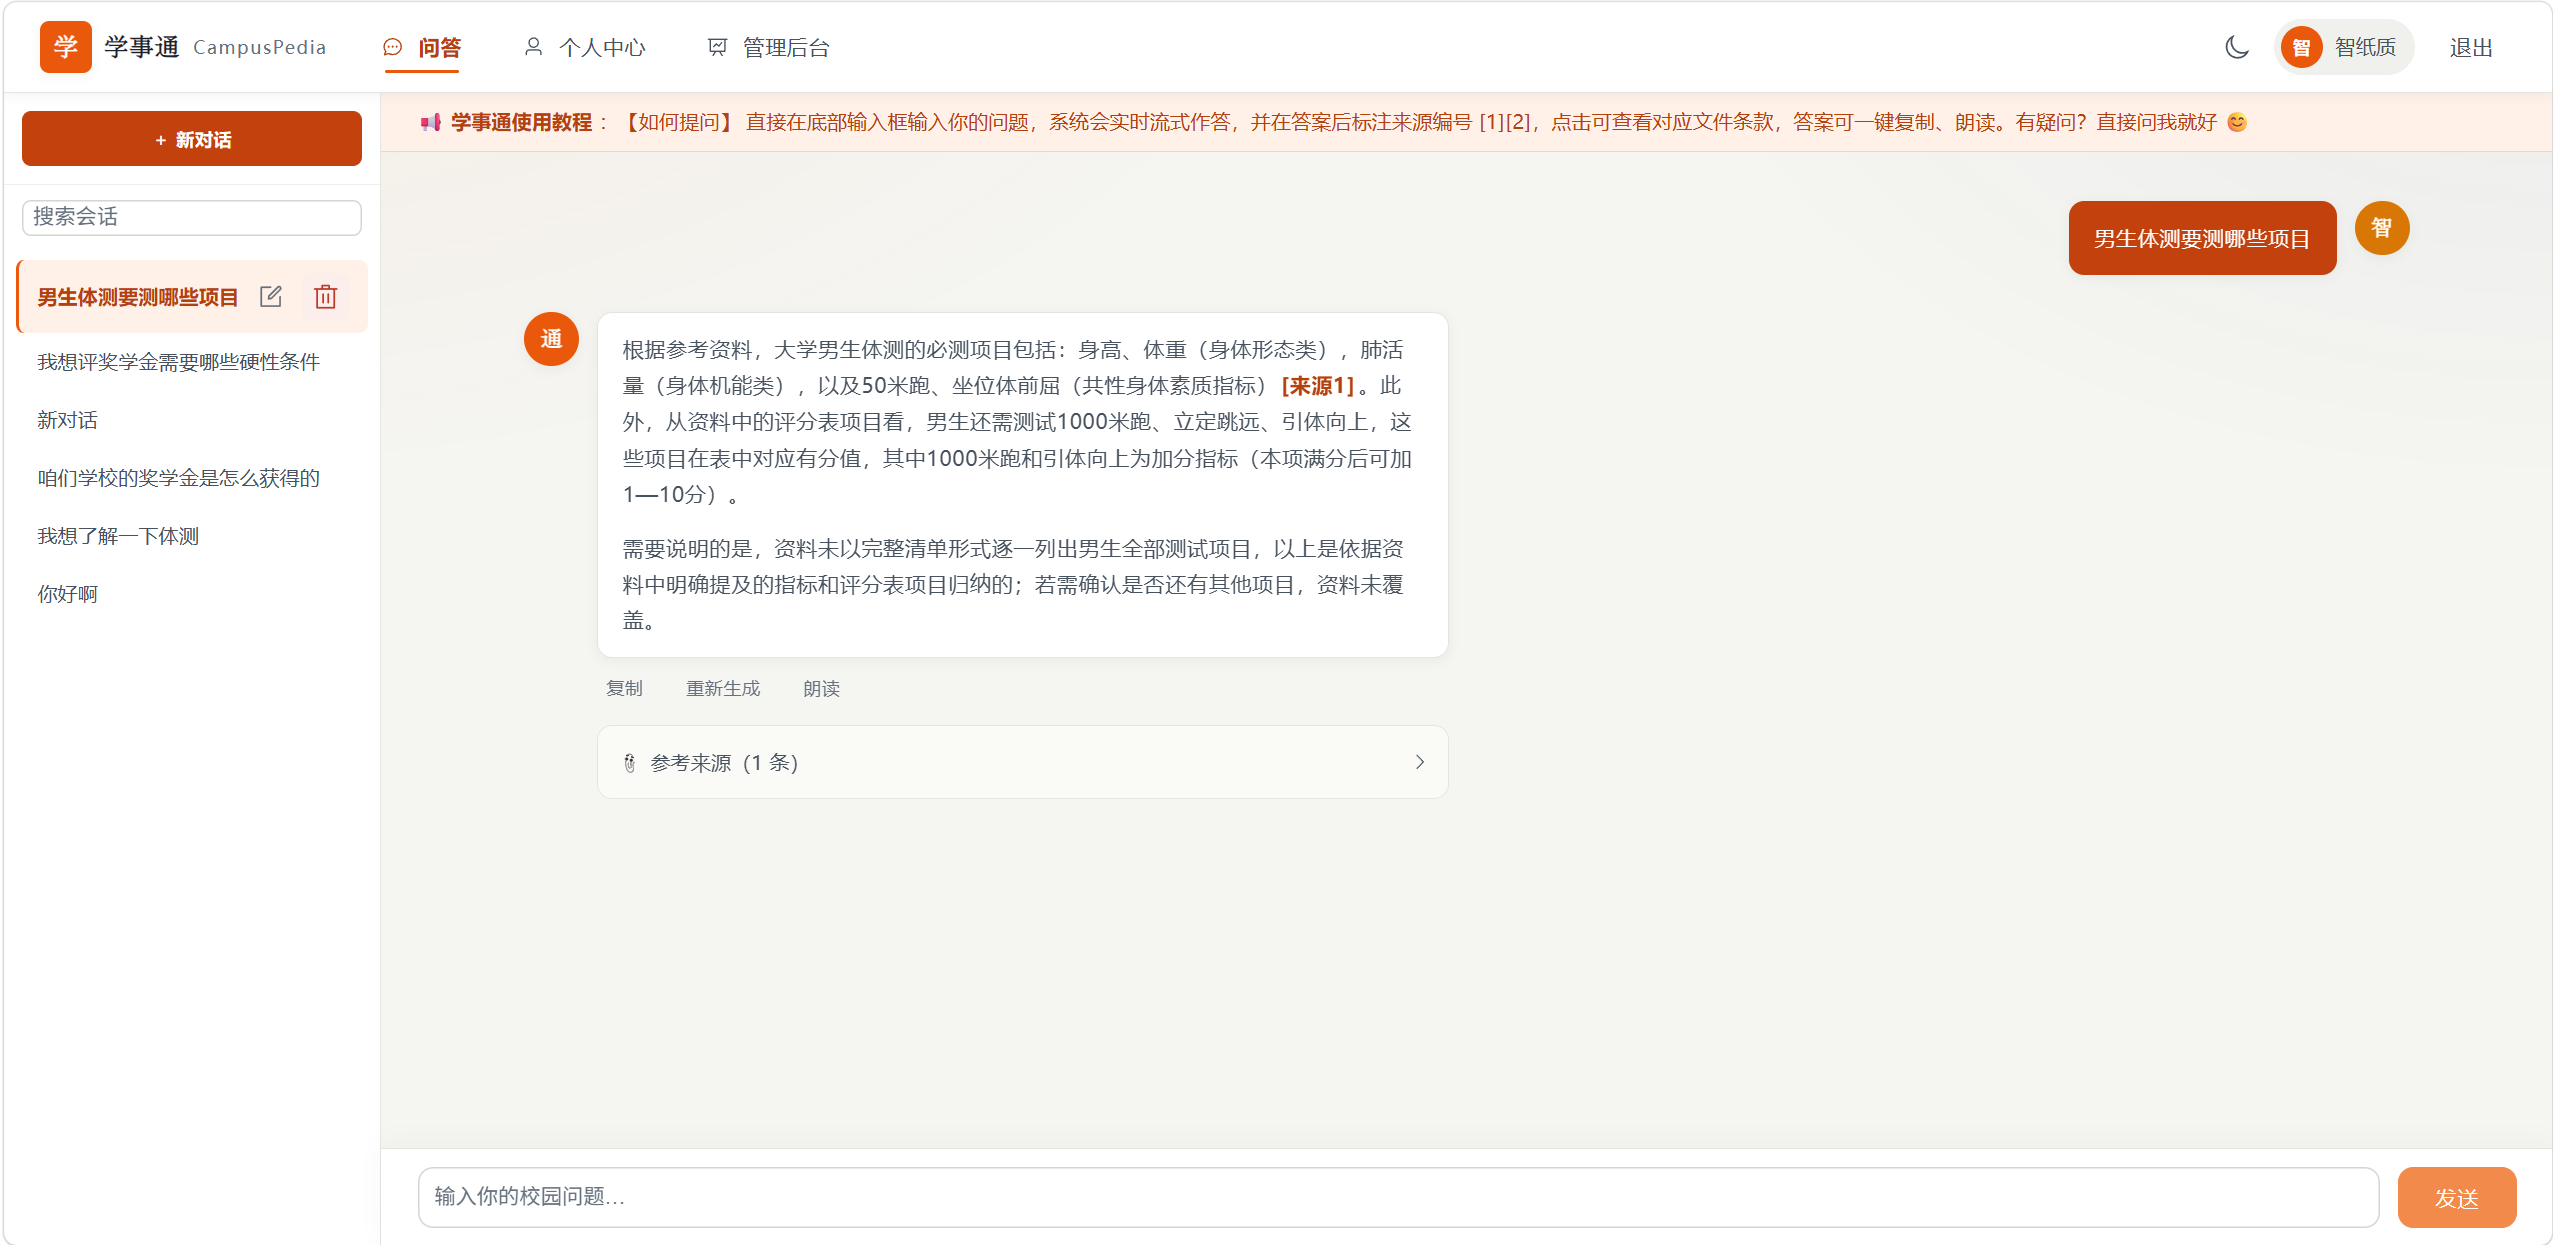 学 学事通 CampusPedia 问答 个人中心 管理后台 智 智纸质 退出
+ 新对话
搜索会话
男生体测要测哪些项目
我想评奖学金需要哪些硬性条件
新对话
咱们学校的奖学金是怎么获得的
我想了解一下体测
你好啊
学事通使用教程：【如何提问】 直接在底部输入框输入你的问题，系统会实时流式作答，并在答案后标注来源编号 [1][2]，点击可查看对应文件条款，答案可一键复制、朗读。有疑问？直接问我就好 😊
男生体测要测哪些项目 智
通
根据参考资料，大学男生体测的必测项目包括：身高、体重（身体形态类），肺活
量（身体机能类），以及50米跑、坐位体前屈（共性身体素质指标）[来源1]。此
外，从资料中的评分表项目看，男生还需测试1000米跑、立定跳远、引体向上，这
些项目在表中对应有分值，其中1000米跑和引体向上为加分指标（本项满分后可加
1—10分）。
需要说明的是，资料未以完整清单形式逐一列出男生全部测试项目，以上是依据资
料中明确提及的指标和评分表项目归纳的；若需确认是否还有其他项目，资料未覆
盖。
复制 重新生成 朗读
参考来源（1 条）
输入你的校园问题…
发送